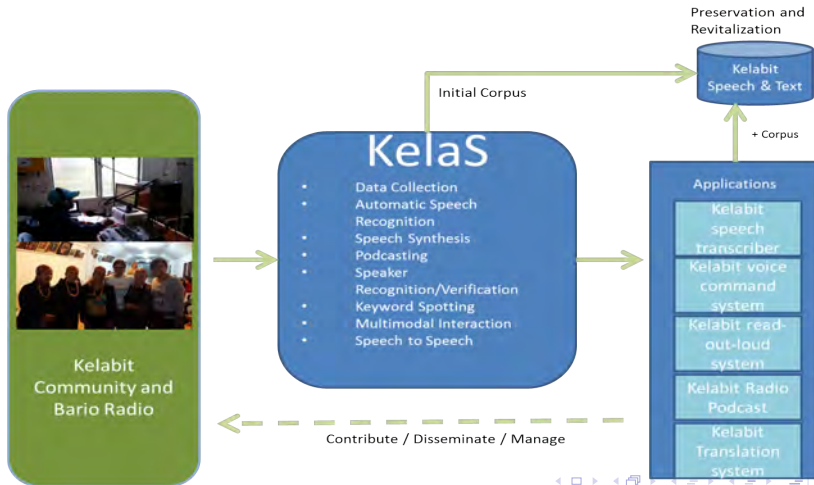 Preservation and
Revitalization
Kelabit
Speech & Text
Initial Corpus
+ Corpus
KelaS
• Data Collection
• Automatic Speech
Recognition
• Speech Synthesis
• Podcasting
• Speaker
Recognition/Verification
• Keyword Spotting
• Multimodal Interaction
• Speech to Speech
Applications
Kelabit
speech
transcriber
Kelabit voice
command
system
Kelabit read-
out-loud
system
Kelabit Radio
Podcast
Kelabit
Translation
system
Kelabit
Community and
Bario Radio
Contribute / Disseminate / Manage